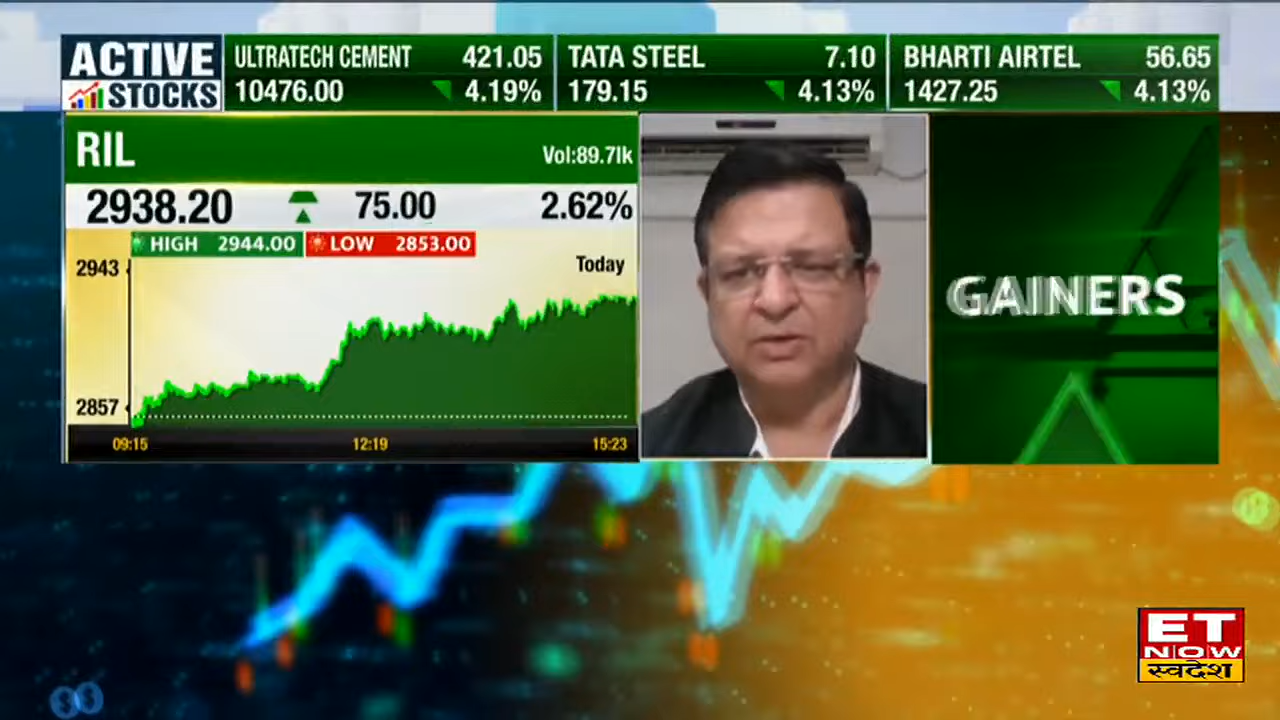 ACTIVE STOCKS
ULTRATECH CEMENT 421.05
10476.00 4.19%
TATA STEEL 7.10
179.15 4.13%
BHARTI AIRTEL 56.65
1427.25 4.13%
RIL Vol:89.71k
2938.20 75.00 2.62%
HIGH 2944.00 LOW 2853.00
Today
2943
2857
09:15 12:19 15:23
GAINERS
ET
NOW
स्वदेश